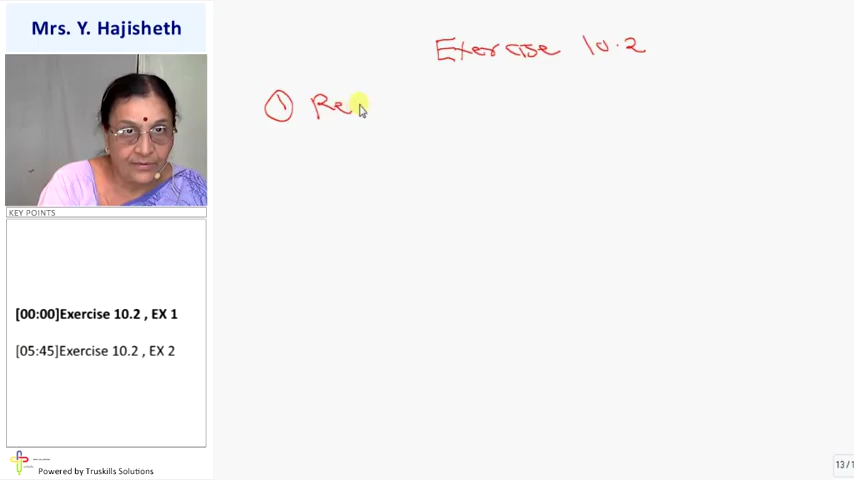 Mrs. Y. Hajisheth
Exercise 10.2
① Re
KEY POINTS
[00:00]Exercise 10.2 , EX 1
[05:45]Exercise 10.2 , EX 2
Powered by Truskills Solutions
13/1